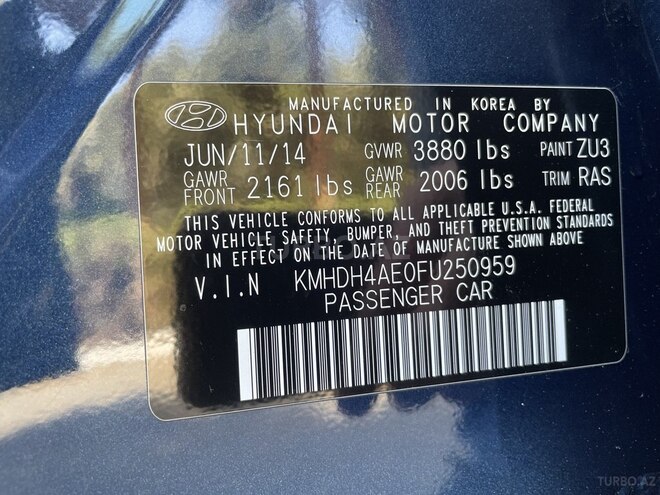 MANUFACTURED IN KOREA BY
HYUNDAI MOTOR COMPANY
JUN/11/14 GVWR 3880 lbs PAINT ZU3
GAWR FRONT 2161 lbs GAWR REAR 2006 lbs TRIM RAS
THIS VEHICLE CONFORMS TO ALL APPLICABLE U.S.A. FEDERAL
MOTOR VEHICLE SAFETY, BUMPER, AND THEFT PREVENTION STANDARDS
IN EFFECT ON THE DATE OF MANUFACTURE SHOWN ABOVE
V.I.N KMHDH4AE0FU250959
PASSENGER CAR
TURBO.AZ
TURBO.AZ